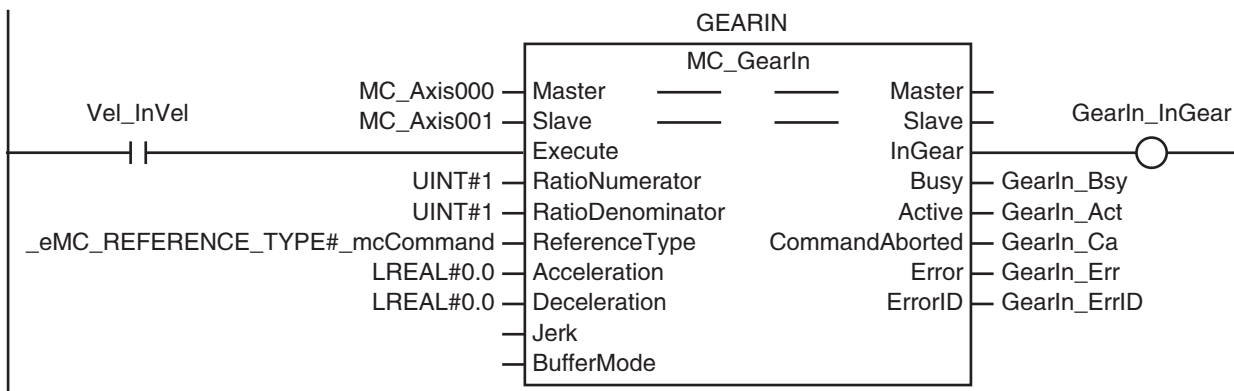 GEARIN
MC_GearIn
MC_Axis000 Master Master
Vel_InVel MC_Axis001 Slave Slave GearIn_InGear
Execute InGear
UINT#1 RatioNumerator Busy GearIn_Bsy
UINT#1 RatioDenominator Active GearIn_Act
_eMC_REFERENCE_TYPE#_mcCommand ReferenceType CommandAborted GearIn_Ca
LREAL#0.0 Acceleration Error GearIn_Err
LREAL#0.0 Deceleration ErrorID GearIn_ErrID
Jerk
BufferMode